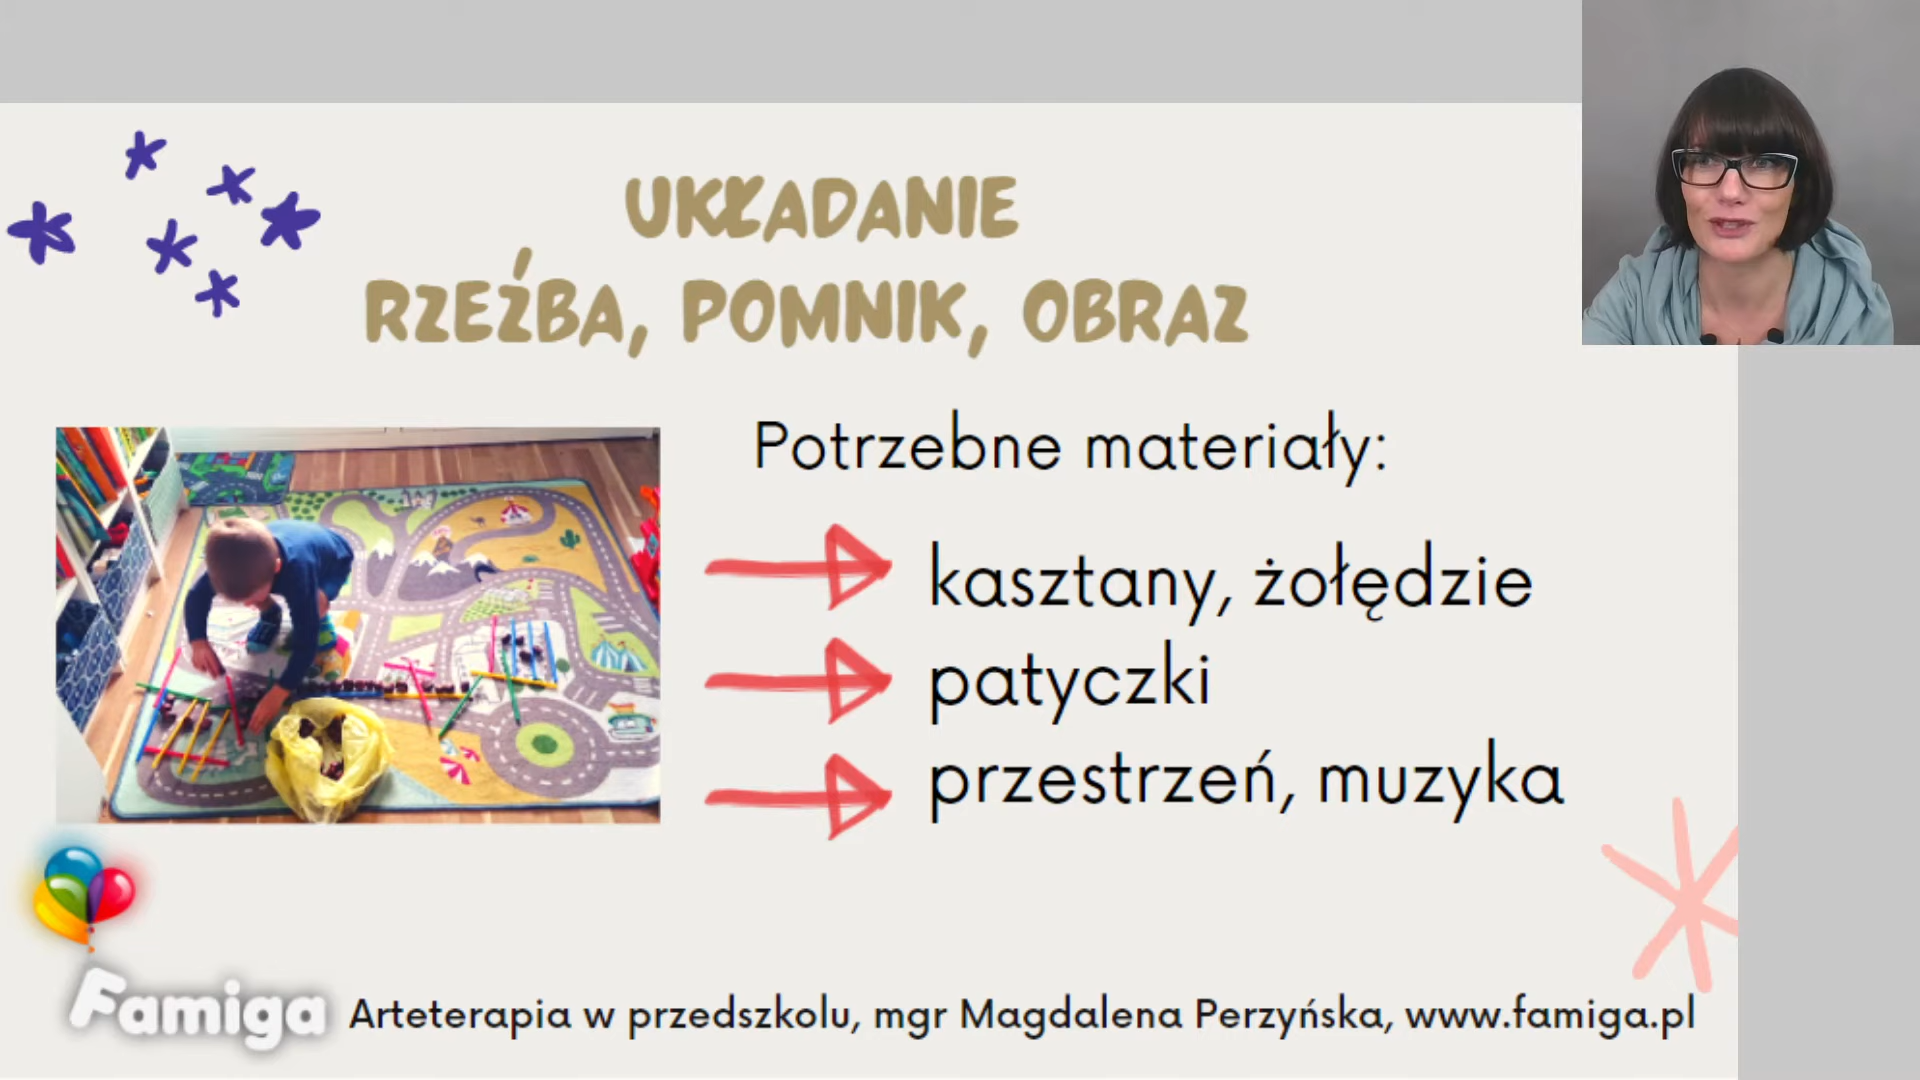 UKŁADANIE
RZEŹBA, POMNIK, OBRAZ
Potrzebne materiały:
kasztany, żołędzie
patyczki
przestrzeń, muzyka
Famiga
Arteterapia w przedszkolu, mgr Magdalena Perzyńska, www.famiga.pl